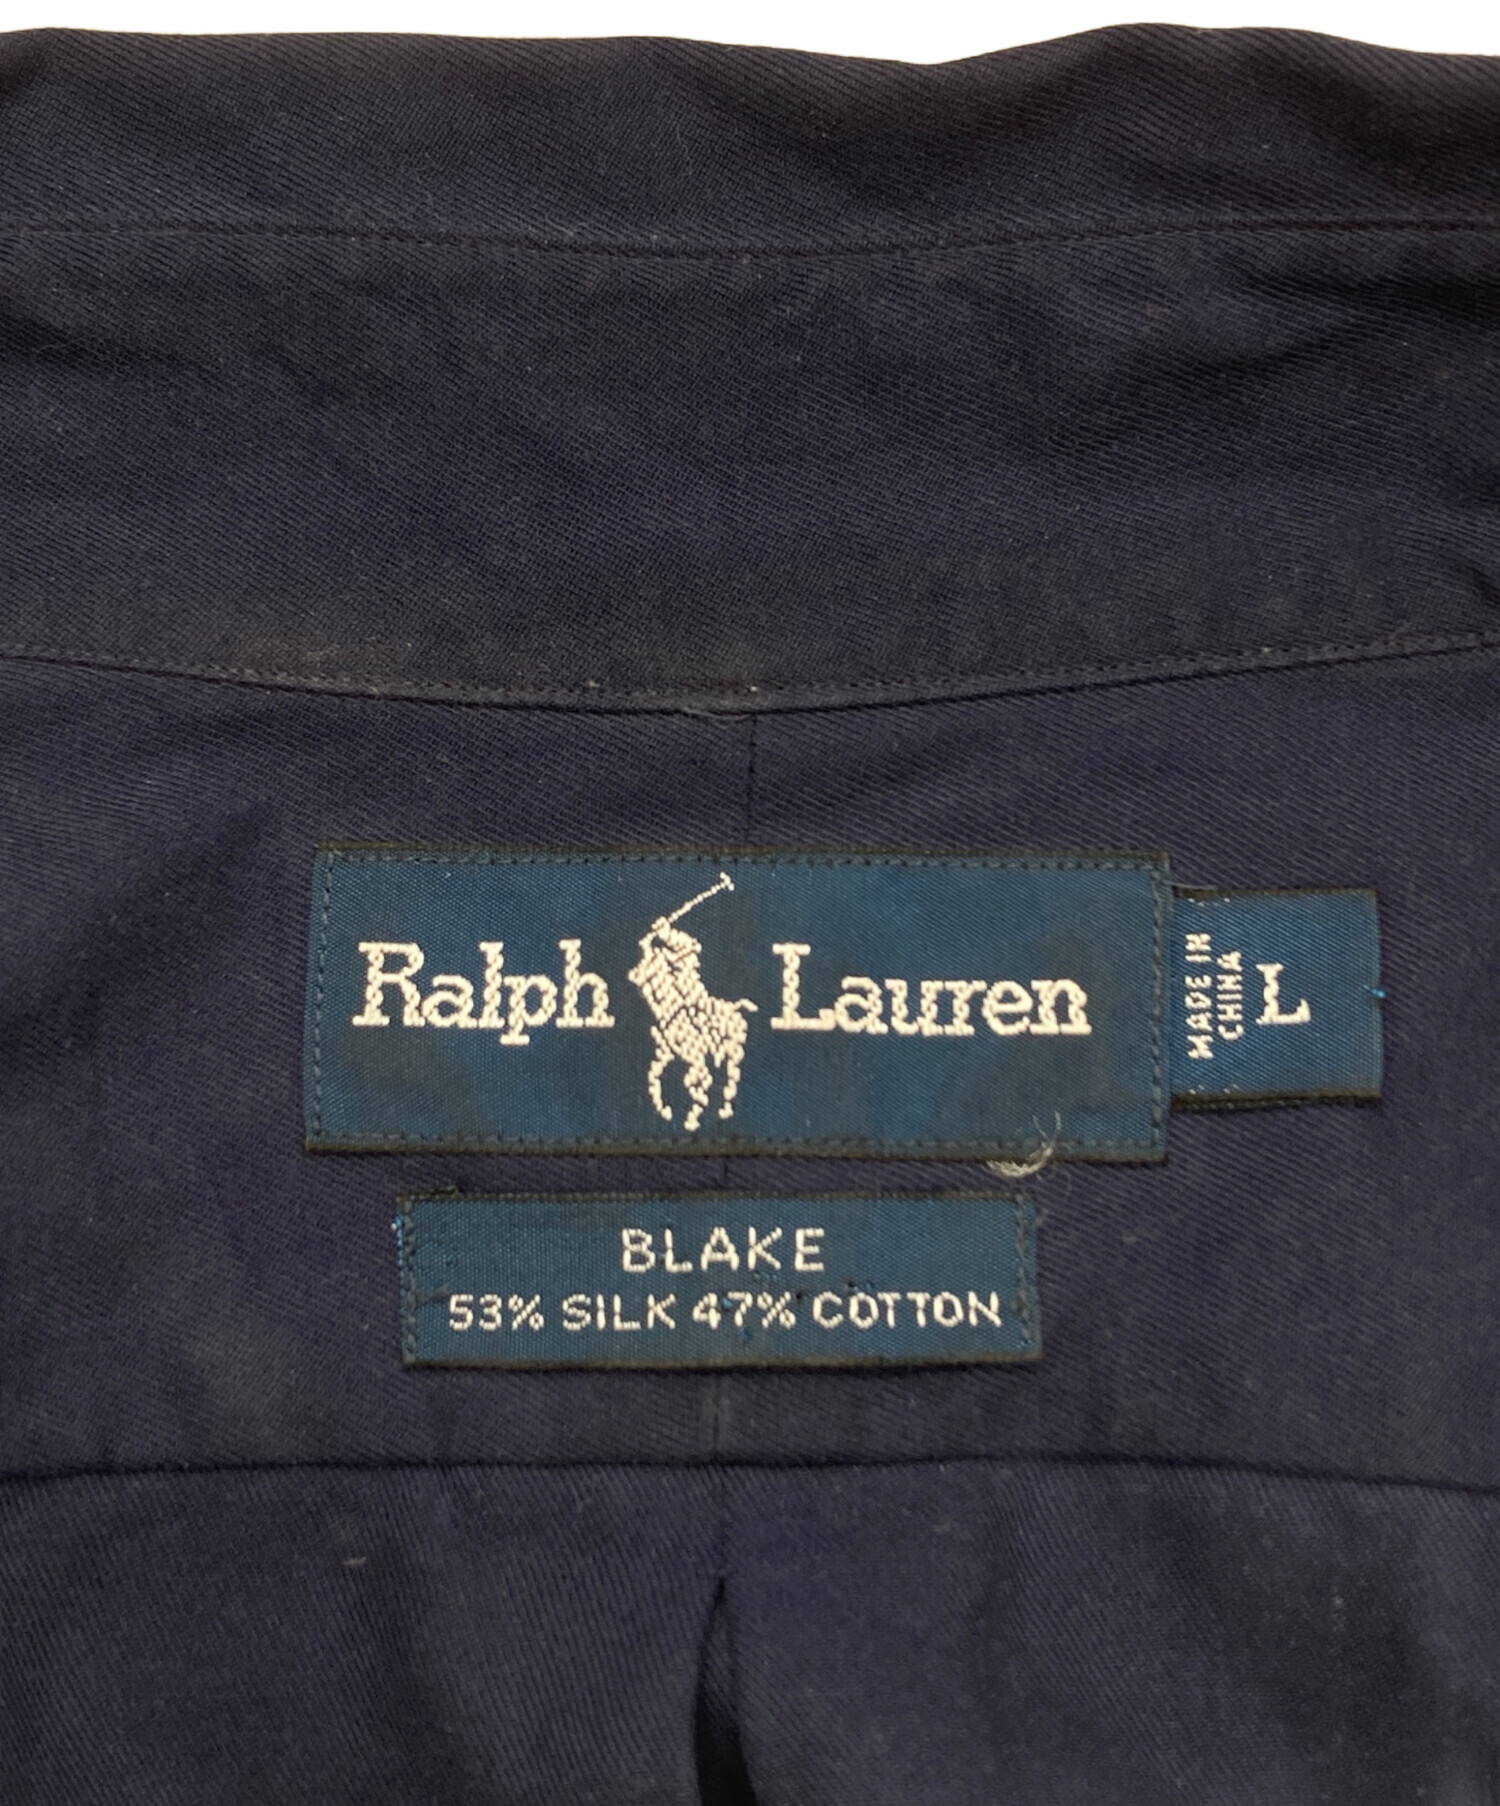 Ralph Lauren
MADE IN
CHINA
L
BLAKE
53% SILK 47% COTTON